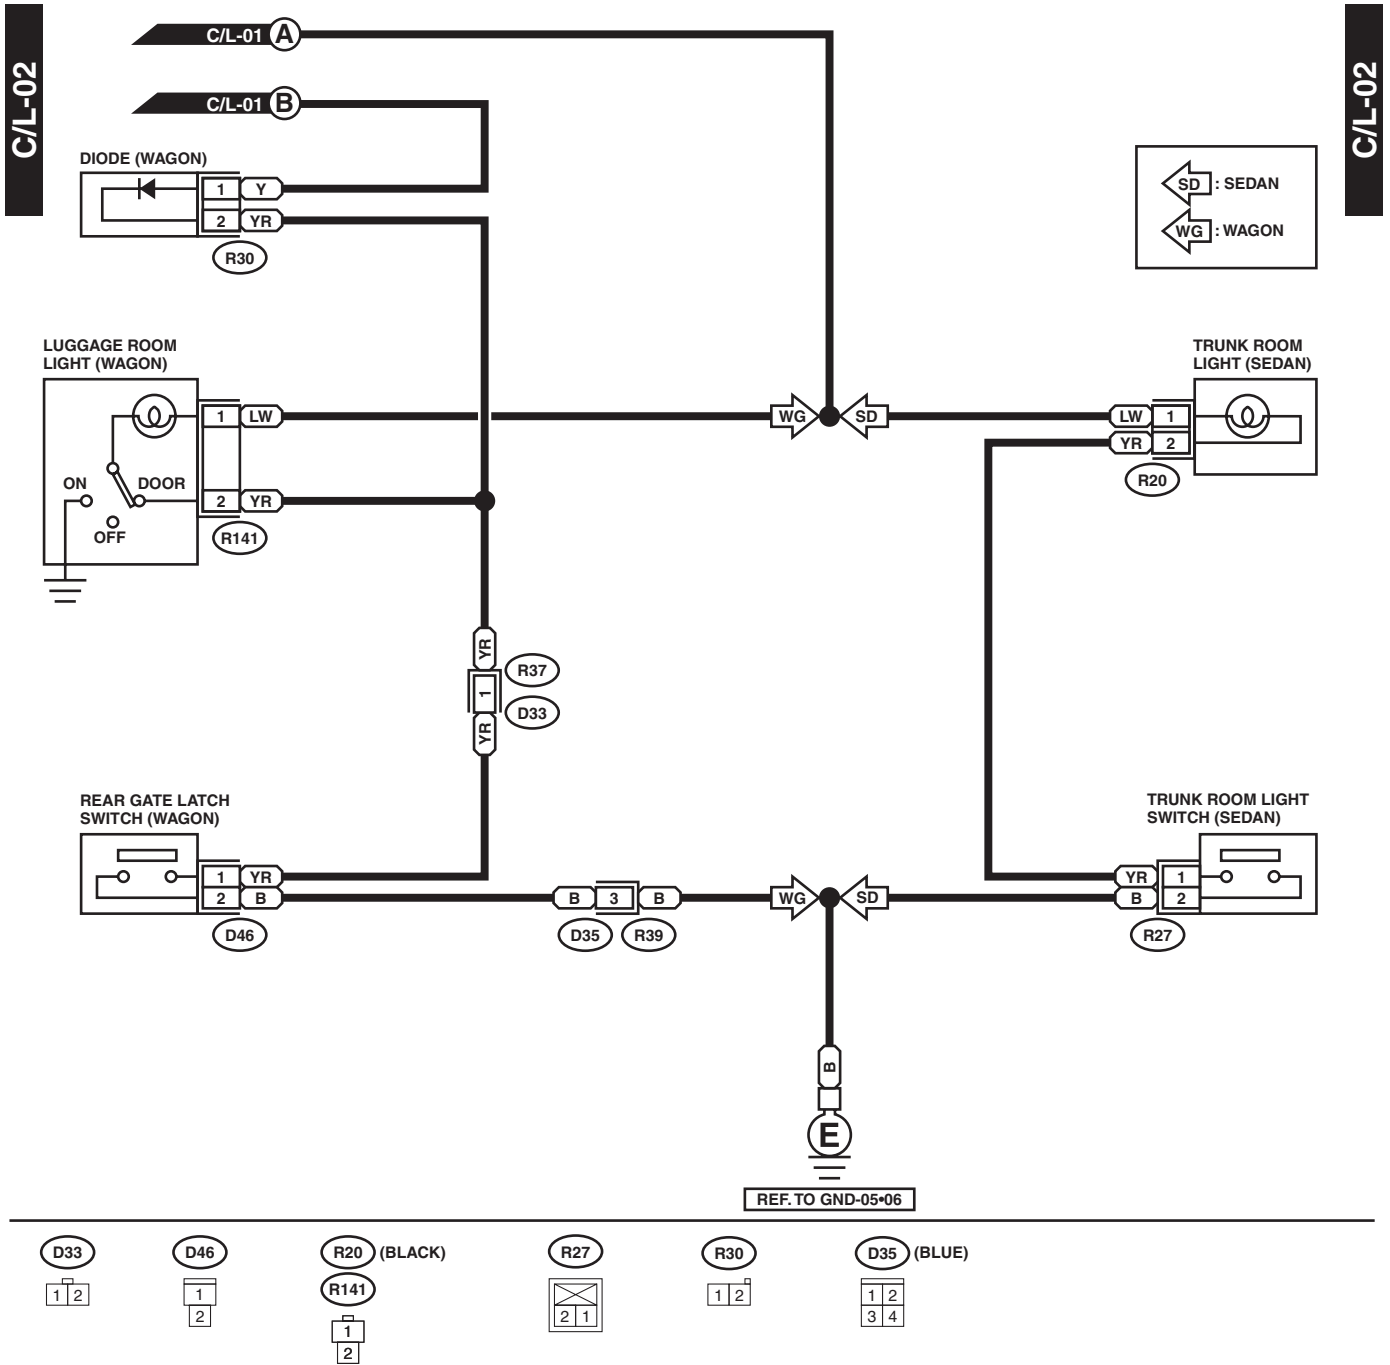 C/L-02
C/L-02
C/L-01 A
C/L-01 B
DIODE (WAGON)
1 Y
2 YR
R30
SD : SEDAN
WG : WAGON
LUGGAGE ROOM
LIGHT (WAGON)
1 LW
ON
DOOR
OFF
2 YR
R141
WG
SD
TRUNK ROOM
LIGHT (SEDAN)
LW 1
YR 2
R20
YR
R37
1
D33
YR
REAR GATE LATCH
SWITCH (WAGON)
1 YR
2 B
D46
B 3 B
D35
R39
WG
SD
TRUNK ROOM LIGHT
SWITCH (SEDAN)
YR 1
B 2
R27
B
E
REF. TO GND-05•06
D33
1 2
D46
1
2
R20 (BLACK)
R141
1
2
R27
2 1
R30
1 2
D35 (BLUE)
1 2
3 4